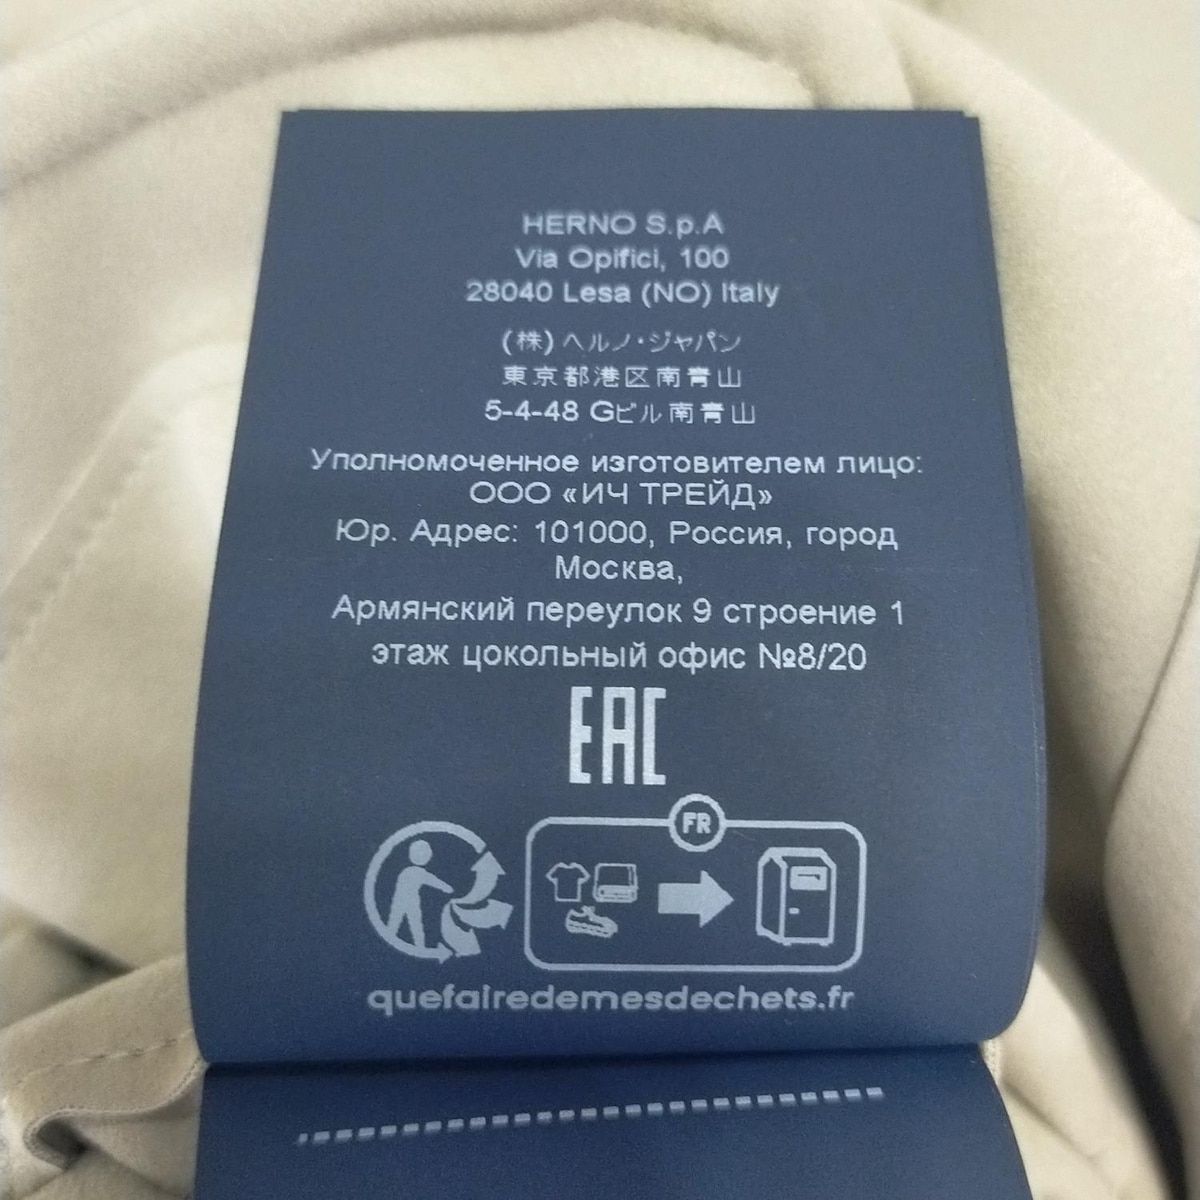 HERNO S.p.A
Via Opifici, 100
28040 Lesa (NO) Italy
(株)ヘルノ・ジャパン
東京都港区南青山
5-4-48 Gビル南青山
Уполномоченное изготовителем лицо:
ООО «ИЧ ТРЕЙД»
Юр. Адрес: 101000, Россия, город
Москва,
Армянский переулок 9 строение 1
этаж цокольный офис №8/20
EAC
FR
quefairedemesdechets.fr